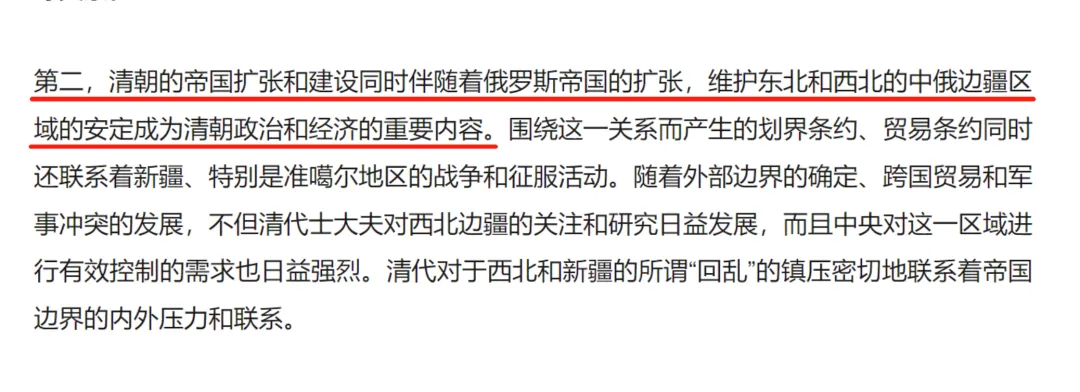 第二，清朝的帝国扩张和建设同时伴随着俄罗斯帝国的扩张，维护东北和西北的中俄边疆区
域的安定成为清朝政治和经济的重要内容。围绕这一关系而产生的划界条约、贸易条约同时
还联系着新疆、特别是准噶尔地区的战争和征服活动。随着外部边界的确定、跨国贸易和军
事冲突的发展，不但清代士大夫对西北边疆的关注和研究日益发展，而且中央对这一区域进
行有效控制的需求也日益强烈。清代对于西北和新疆的所谓“回乱”的镇压密切地联系着帝国
边界的内外压力和联系。